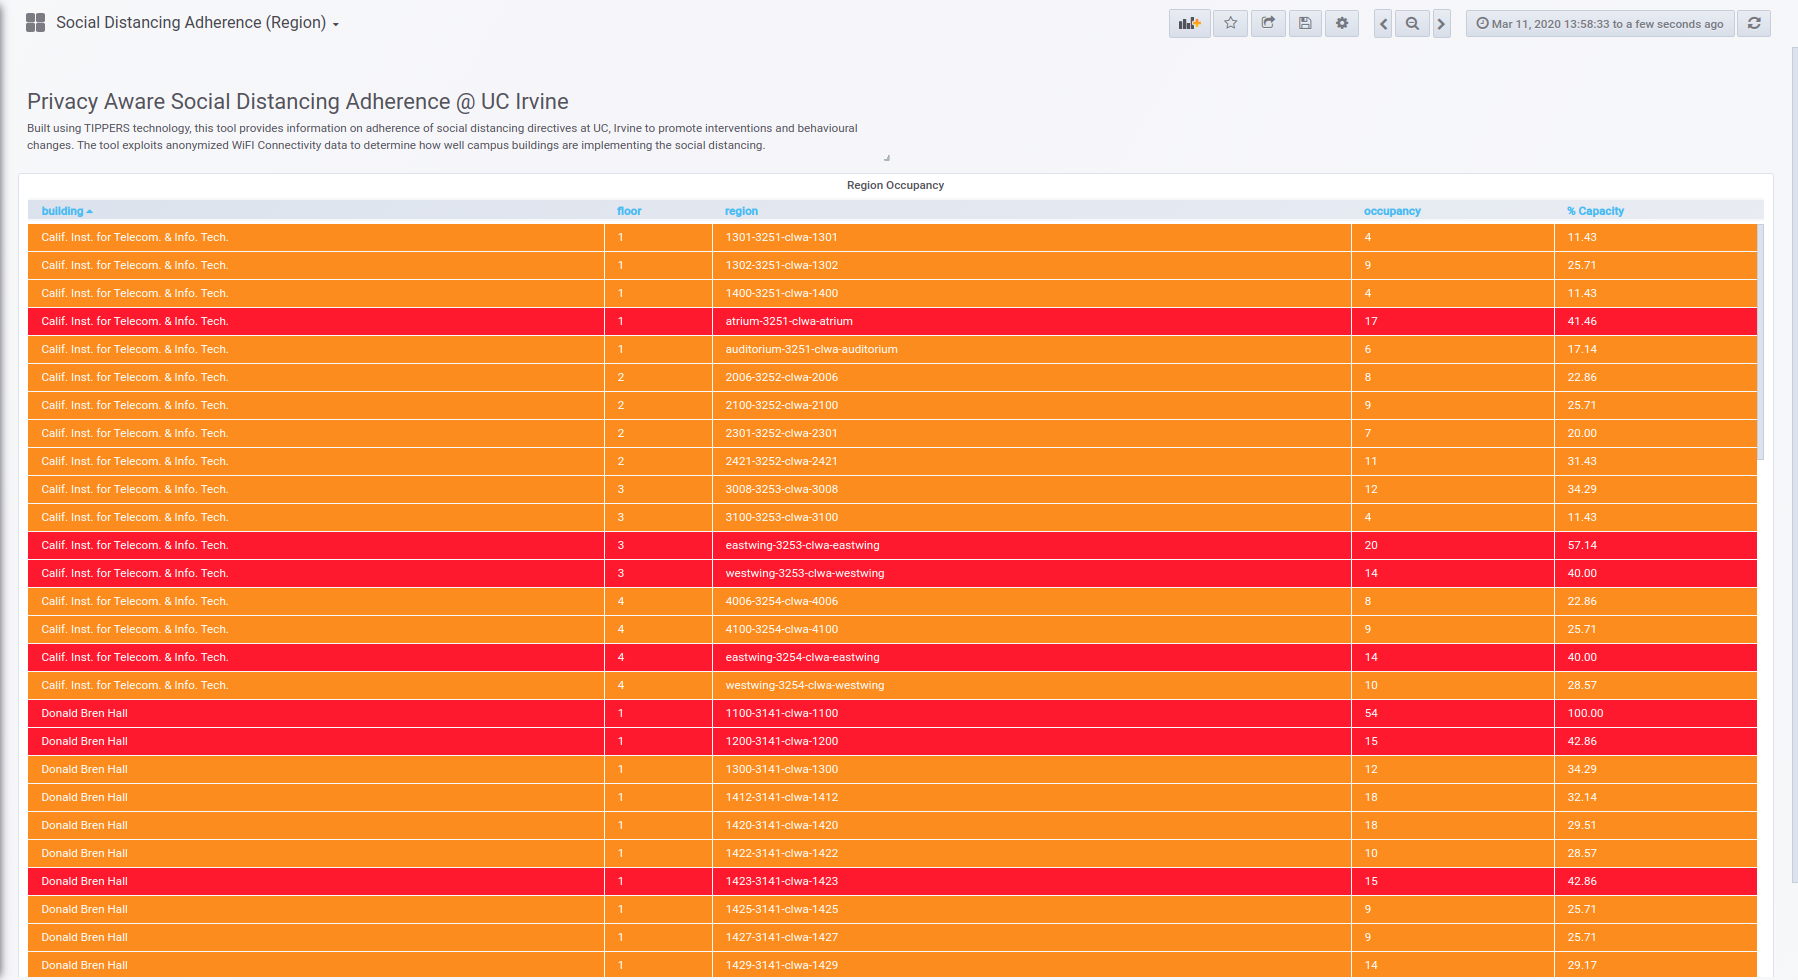 Social Distancing Adherence (Region)
Mar 11, 2020 13:58:33 to a few seconds ago
Privacy Aware Social Distancing Adherence @ UC Irvine
Built using TIPPERS technology, this tool provides information on adherence of social distancing directives at UC, Irvine to promote interventions and behavioural
changes. The tool exploits anonymized WiFI Connectivity data to determine how well campus buildings are implementing the social distancing.
Region Occupancy
building floor region occupancy % Capacity
Calif. Inst. for Telecom. & Info. Tech. 1 1301-3251-clwa-1301 4 11.43
Calif. Inst. for Telecom. & Info. Tech. 1 1302-3251-clwa-1302 9 25.71
Calif. Inst. for Telecom. & Info. Tech. 1 1400-3251-clwa-1400 4 11.43
Calif. Inst. for Telecom. & Info. Tech. 1 atrium-3251-clwa-atrium 17 41.46
Calif. Inst. for Telecom. & Info. Tech. 1 auditorium-3251-clwa-auditorium 6 17.14
Calif. Inst. for Telecom. & Info. Tech. 2 2006-3252-clwa-2006 8 22.86
Calif. Inst. for Telecom. & Info. Tech. 2 2100-3252-clwa-2100 9 25.71
Calif. Inst. for Telecom. & Info. Tech. 2 2301-3252-clwa-2301 7 20.00
Calif. Inst. for Telecom. & Info. Tech. 2 2421-3252-clwa-2421 11 31.43
Calif. Inst. for Telecom. & Info. Tech. 3 3008-3253-clwa-3008 12 34.29
Calif. Inst. for Telecom. & Info. Tech. 3 3100-3253-clwa-3100 4 11.43
Calif. Inst. for Telecom. & Info. Tech. 3 eastwing-3253-clwa-eastwing 20 57.14
Calif. Inst. for Telecom. & Info. Tech. 3 westwing-3253-clwa-westwing 14 40.00
Calif. Inst. for Telecom. & Info. Tech. 4 4006-3254-clwa-4006 8 22.86
Calif. Inst. for Telecom. & Info. Tech. 4 4100-3254-clwa-4100 9 25.71
Calif. Inst. for Telecom. & Info. Tech. 4 eastwing-3254-clwa-eastwing 14 40.00
Calif. Inst. for Telecom. & Info. Tech. 4 westwing-3254-clwa-westwing 10 28.57
Donald Bren Hall 1 1100-3141-clwa-1100 54 100.00
Donald Bren Hall 1 1200-3141-clwa-1200 15 42.86
Donald Bren Hall 1 1300-3141-clwa-1300 12 34.29
Donald Bren Hall 1 1412-3141-clwa-1412 18 32.14
Donald Bren Hall 1 1420-3141-clwa-1420 18 29.51
Donald Bren Hall 1 1422-3141-clwa-1422 10 28.57
Donald Bren Hall 1 1423-3141-clwa-1423 15 42.86
Donald Bren Hall 1 1425-3141-clwa-1425 9 25.71
Donald Bren Hall 1 1427-3141-clwa-1427 9 25.71
Donald Bren Hall 1 1429-3141-clwa-1429 14 29.17